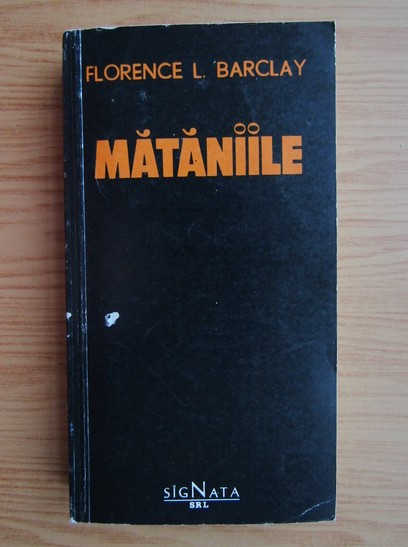 FLORENCE L. BARCLAY
MĂTĂNIILE
SIGNATA
SRL